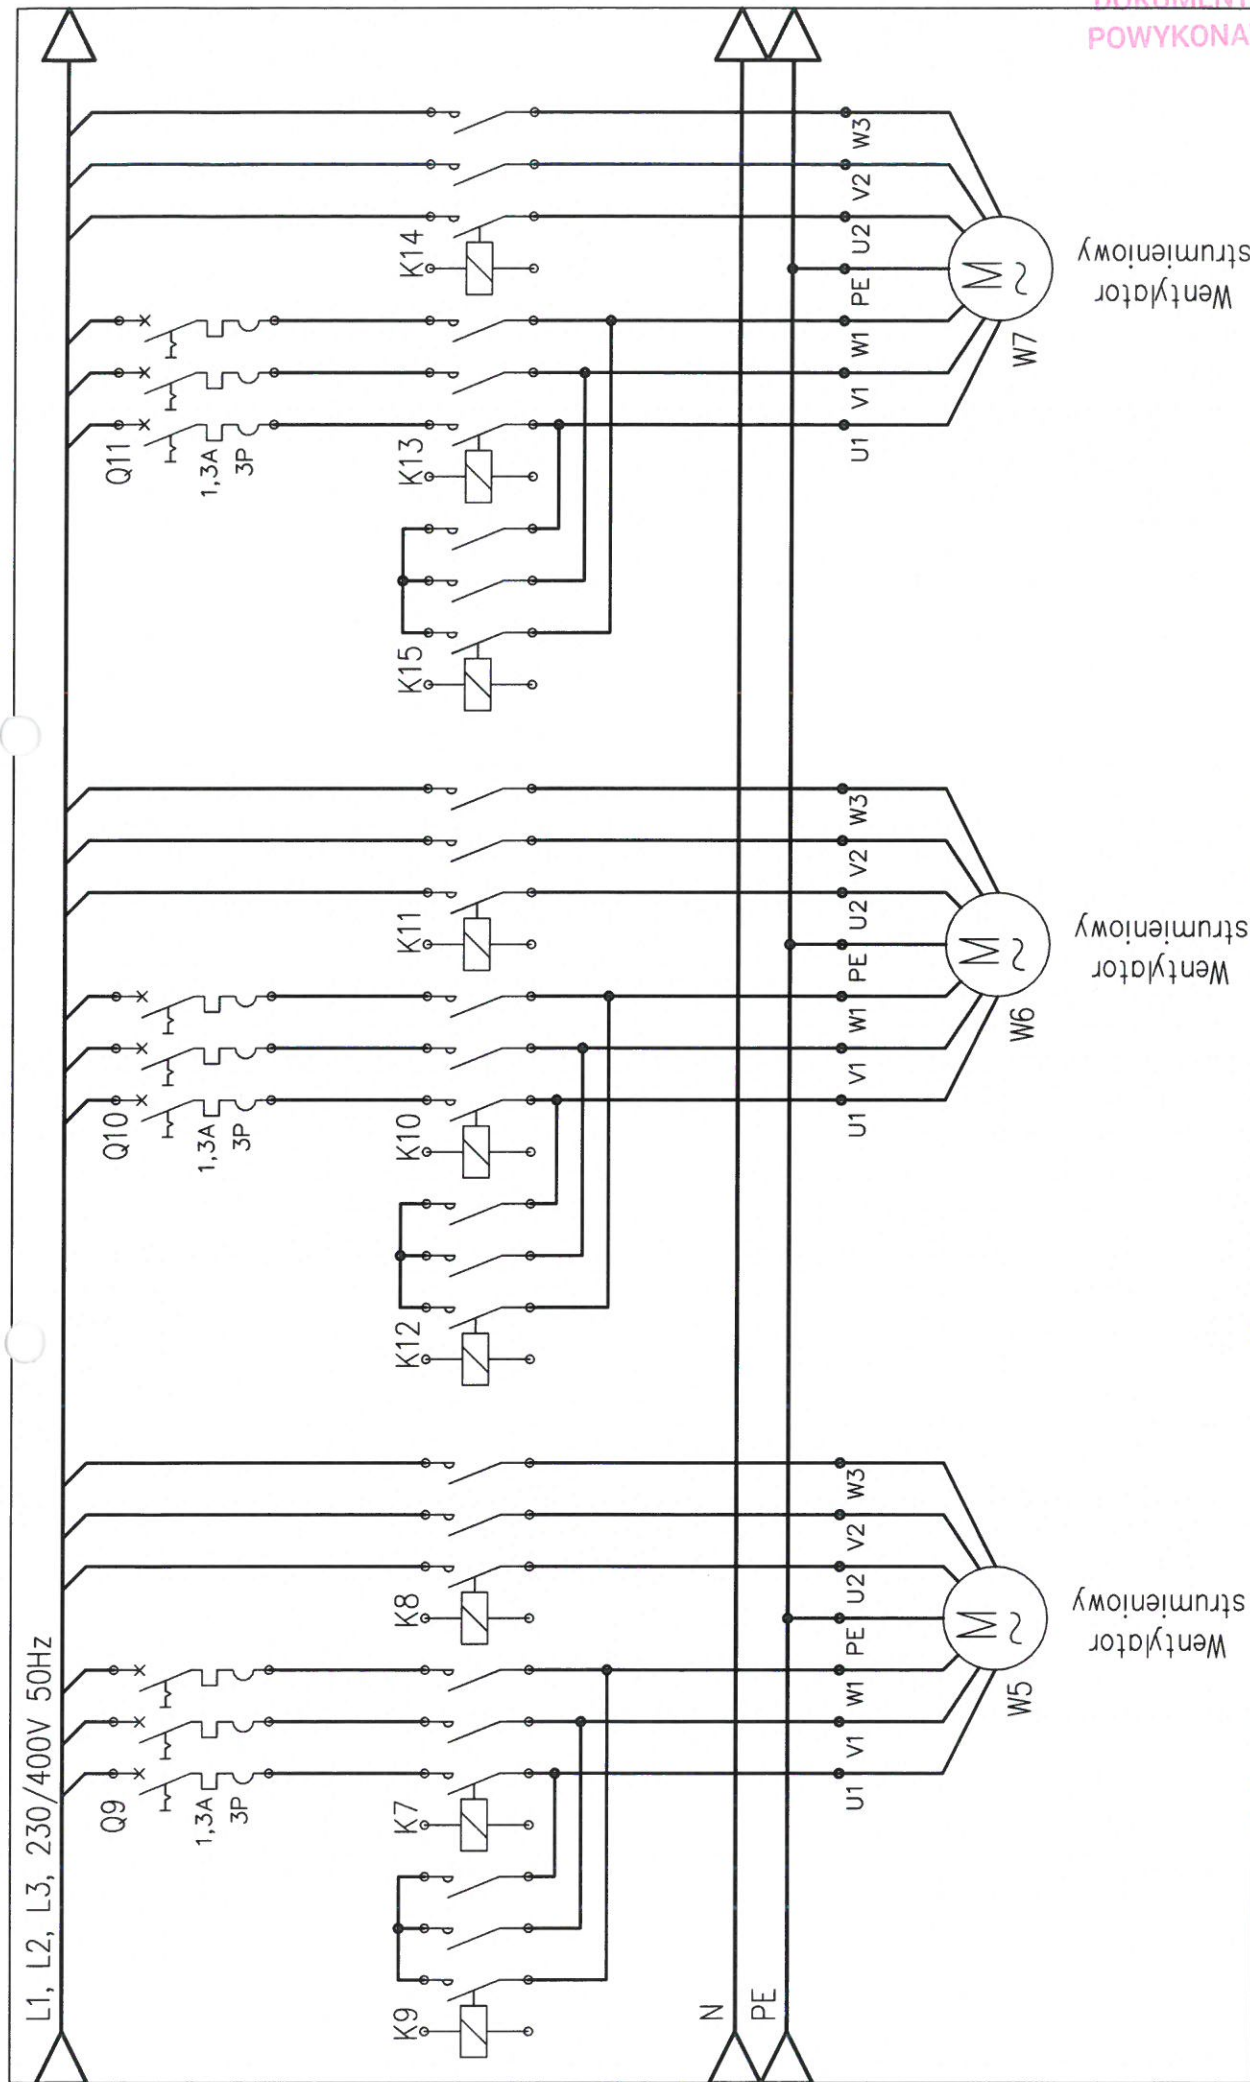 DOKUMENT
POWYKONA
L1, L2, L3, 230/400V 50Hz
Q9
1,3A
3P
K9
K7
K8
N
PE
U1
V1
W1
PE
U2
V2
W3
W5
Wentylator
strumieniowy
Q10
1,3A
3P
K12
K10
K11
U1
V1
W1
PE
U2
V2
W3
W6
Wentylator
strumieniowy
Q11
1,3A
3P
K15
K13
K14
U1
V1
W1
PE
U2
V2
W3
W7
Wentylator
strumieniowy
M
~
M
~
M
~